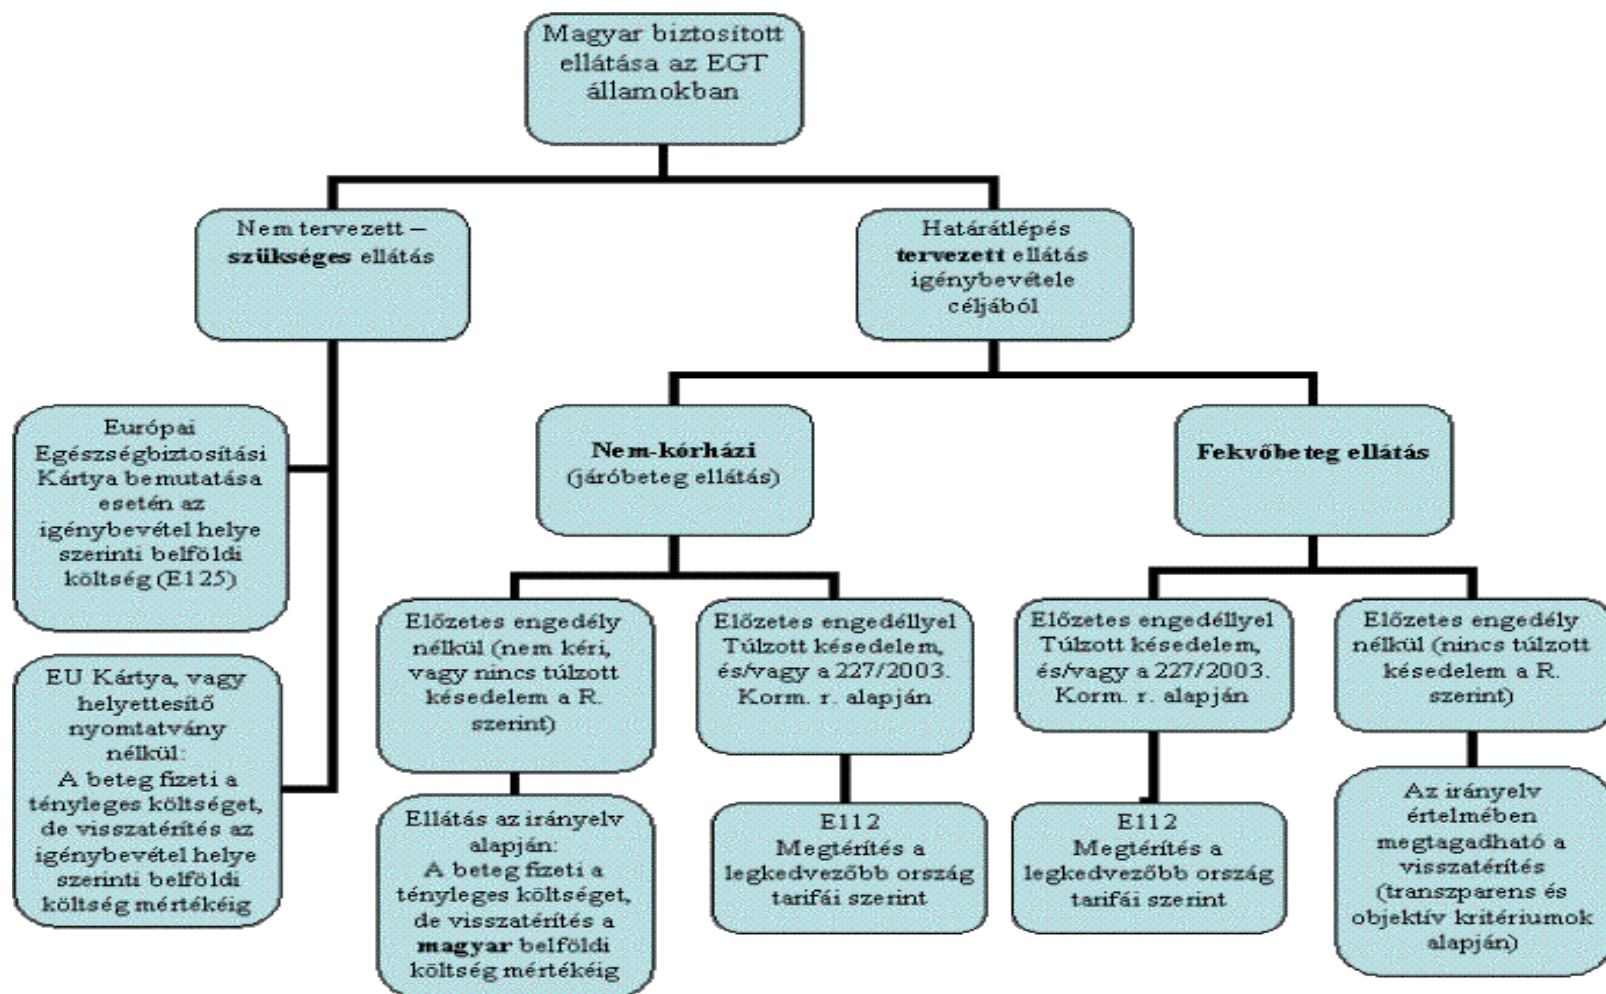 Magyar biztosított
ellátása az EGT
államokban
Nem tervezett –
szükséges ellátás
Határátlépés
tervezett ellátás
igénybevétele
céljából
Európai
Egészségbiztosítási
Kártya bemutatása
esetén az
igénybevétel helye
szerinti belföldi
költség (E125)
EU Kártya, vagy
helyettesítő
nyomtatvány
nélkül:
A beteg fizeti a
tényleges költséget,
de visszatérítés az
igénybevétel helye
szerinti belföldi
költség mértékéig
Nem-kórházi
(járóbeteg ellátás)
Fekvőbeteg ellátás
Előzetes engedély
nélkül (nem kéri,
vagy nincs túlzott
késedelem a R.
szerint)
Ellátás az irányelv
alapján:
A beteg fizeti a
tényleges költséget,
de visszatérítés a
magyar belföldi
költség mértékéig
Előzetes engedéllyel
Túlzott késedelem,
és/vagy a 227/2003.
Korm. r. alapján
E112
Megtérítés a
legkedvezőbb ország
tarifái szerint
Előzetes engedéllyel
Túlzott késedelem,
és/vagy a 227/2003.
Korm. r. alapján
E112
Megtérítés a
legkedvezőbb ország
tarifái szerint
Előzetes engedély
nélkül (nincs túlzott
késedelem a R.
szerint)
Az irányelv
értelmében
megtagadható a
visszatérítés
(transzparens és
objektív kritériumok
alapján)